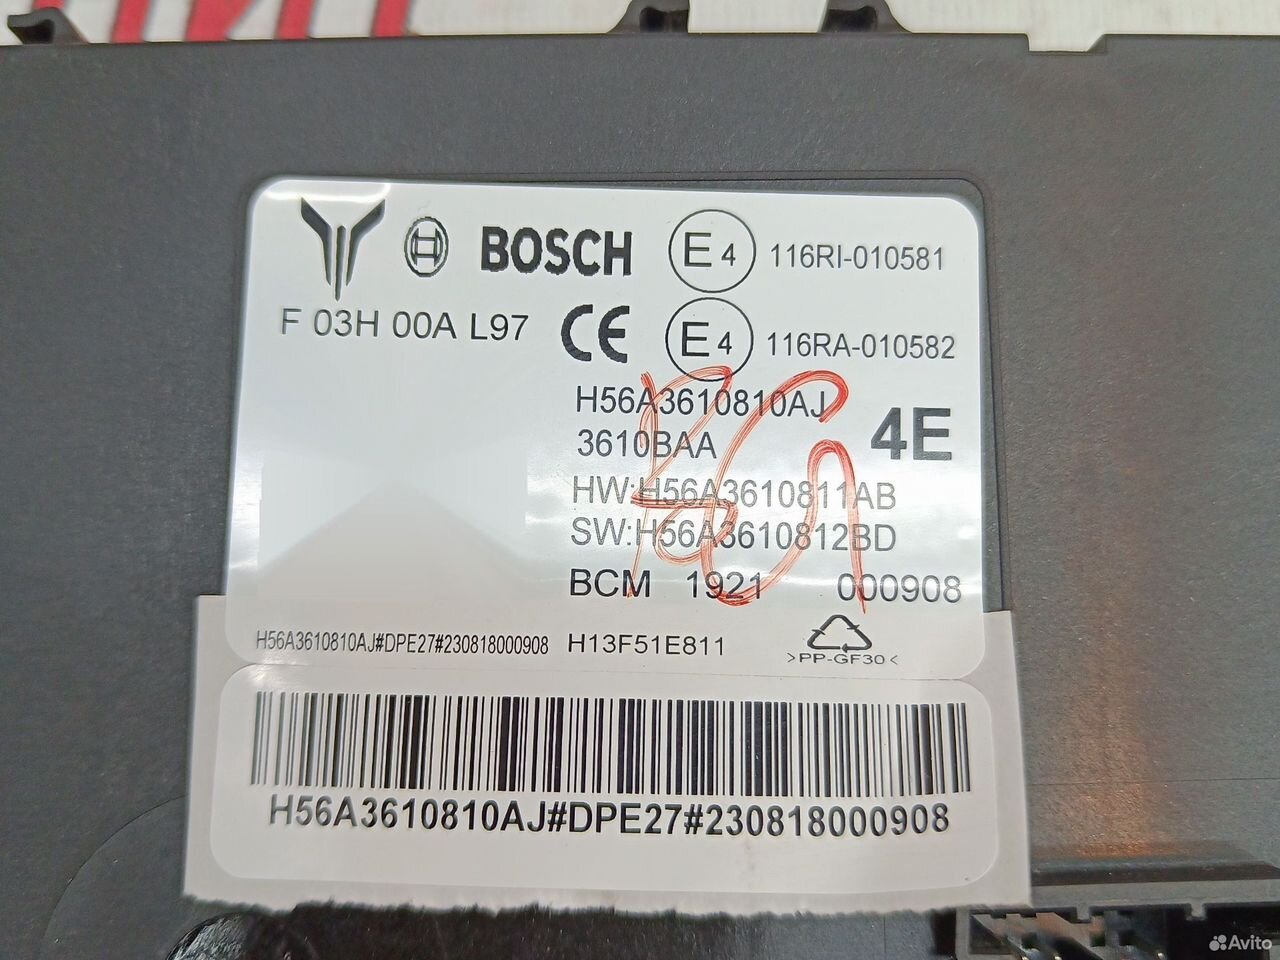 BOSCH
E4
116RI-010581
F 03H 00A L97
CE
E4
116RA-010582
H56A3610810AJ
3610BAA
4E
HW:H56A3610811AB
SW:H56A3610812BD
BCM 1921 000908
H56A3610810AJ#DPE27#230818000908 H13F51E811
>PP-GF30<
H56A3610810AJ#DPE27#230818000908
Avito